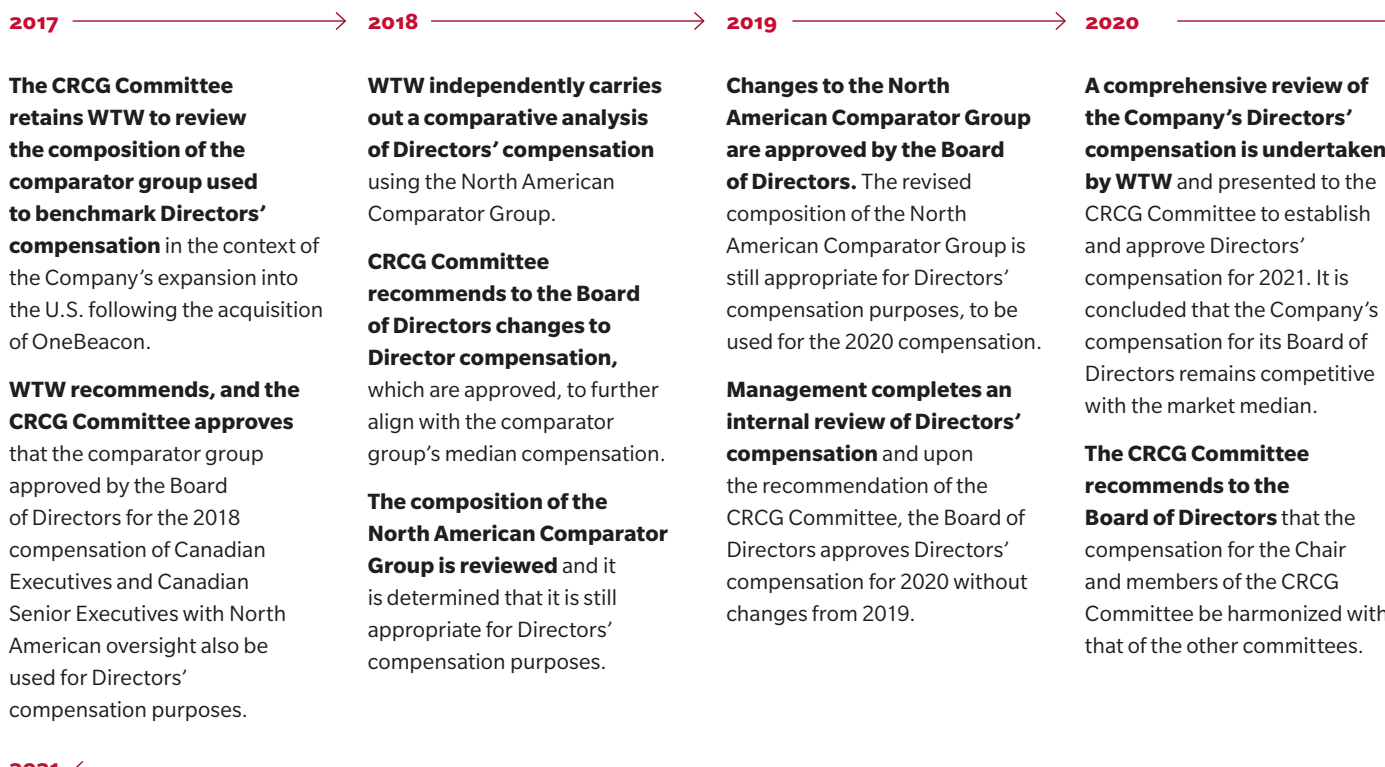 2017
The CRCG Committee
retains WTW to review
the composition of the
comparator group used
to benchmark Directors’
compensation in the context of
the Company’s expansion into
the U.S. following the acquisition
of OneBeacon.
WTW recommends, and the
CRCG Committee approves
that the comparator group
approved by the Board
of Directors for the 2018
compensation of Canadian
Executives and Canadian
Senior Executives with North
American oversight also be
used for Directors’
compensation purposes.
2018
WTW independently carries
out a comparative analysis
of Directors’ compensation
using the North American
Comparator Group.
CRCG Committee
recommends to the Board
of Directors changes to
Director compensation,
which are approved, to further
align with the comparator
group’s median compensation.
The composition of the
North American Comparator
Group is reviewed and it
is determined that it is still
appropriate for Directors’
compensation purposes.
2019
Changes to the North
American Comparator Group
are approved by the Board
of Directors. The revised
composition of the North
American Comparator Group is
still appropriate for Directors’
compensation purposes, to be
used for the 2020 compensation.
Management completes an
internal review of Directors’
compensation and upon
the recommendation of the
CRCG Committee, the Board of
Directors approves Directors’
compensation for 2020 without
changes from 2019.
2020
A comprehensive review of
the Company’s Directors’
compensation is undertaken
by WTW and presented to the
CRCG Committee to establish
and approve Directors’
compensation for 2021. It is
concluded that the Company’s
compensation for its Board of
Directors remains competitive
with the market median.
The CRCG Committee
recommends to the
Board of Directors that the
compensation for the Chair
and members of the CRCG
Committee be harmonized with
that of the other committees.